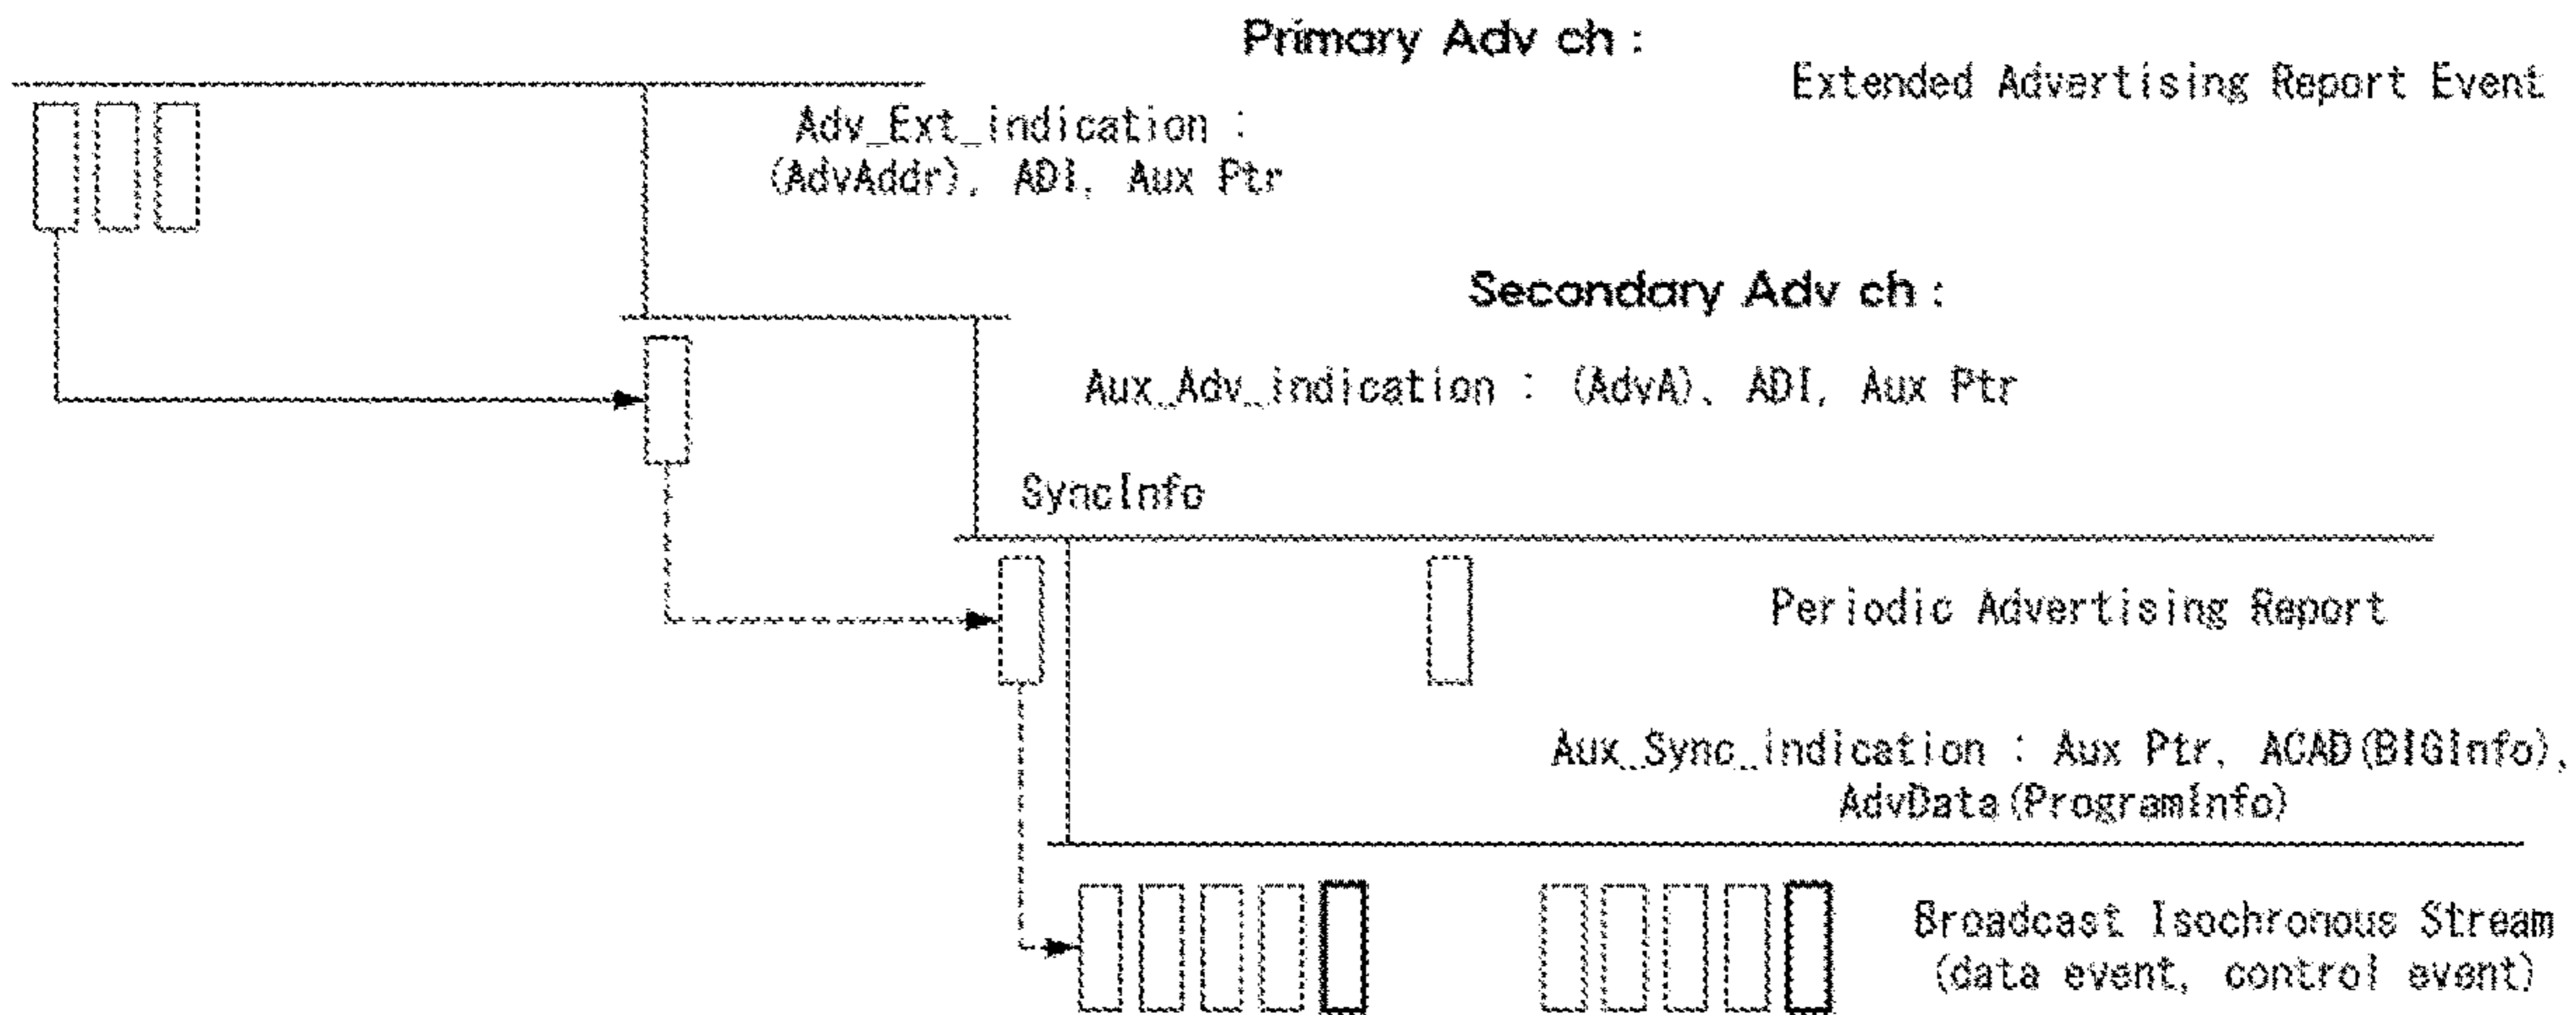 Primary Adv ch :
Extended Advertising Report Event
Adv_Ext_indication :
(AdvAddr), ADI, Aux Ptr
Secondary Adv ch :
Aux_Adv_indication : (AdvA), ADI, Aux Ptr
SyncInfo
Periodic Advertising Report
Aux_Sync_indication : Aux Ptr, ACAD(BIGInfo),
AdvData(ProgramInfo)
Broadcast Isochronous Stream
(data event, control event)